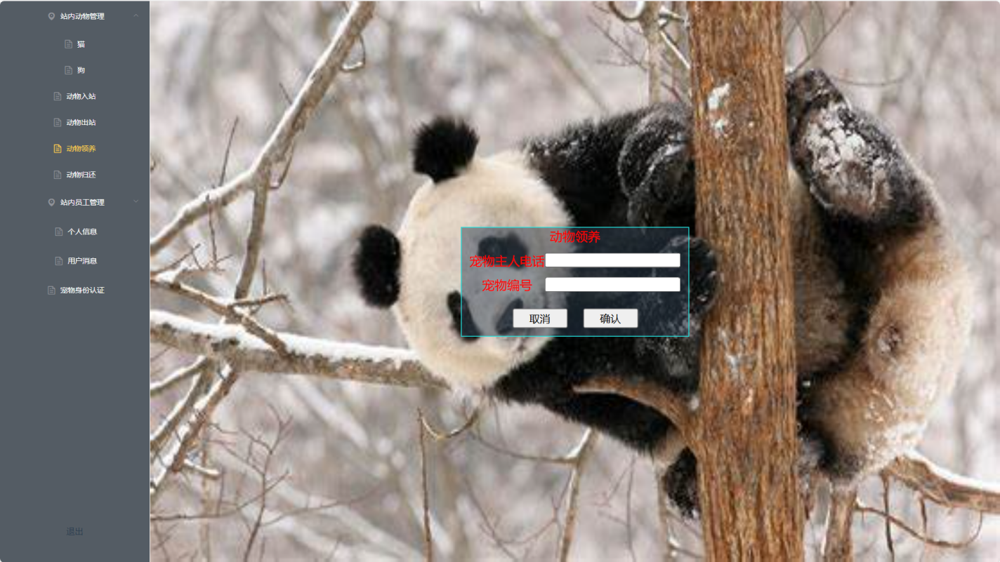 站内动物管理
猫
狗
动物入站
动物出站
动物领养
动物归还
站内员工管理
个人信息
用户消息
宠物身份认证
退出
动物领养
宠物主人电话
宠物编号
取消 确认